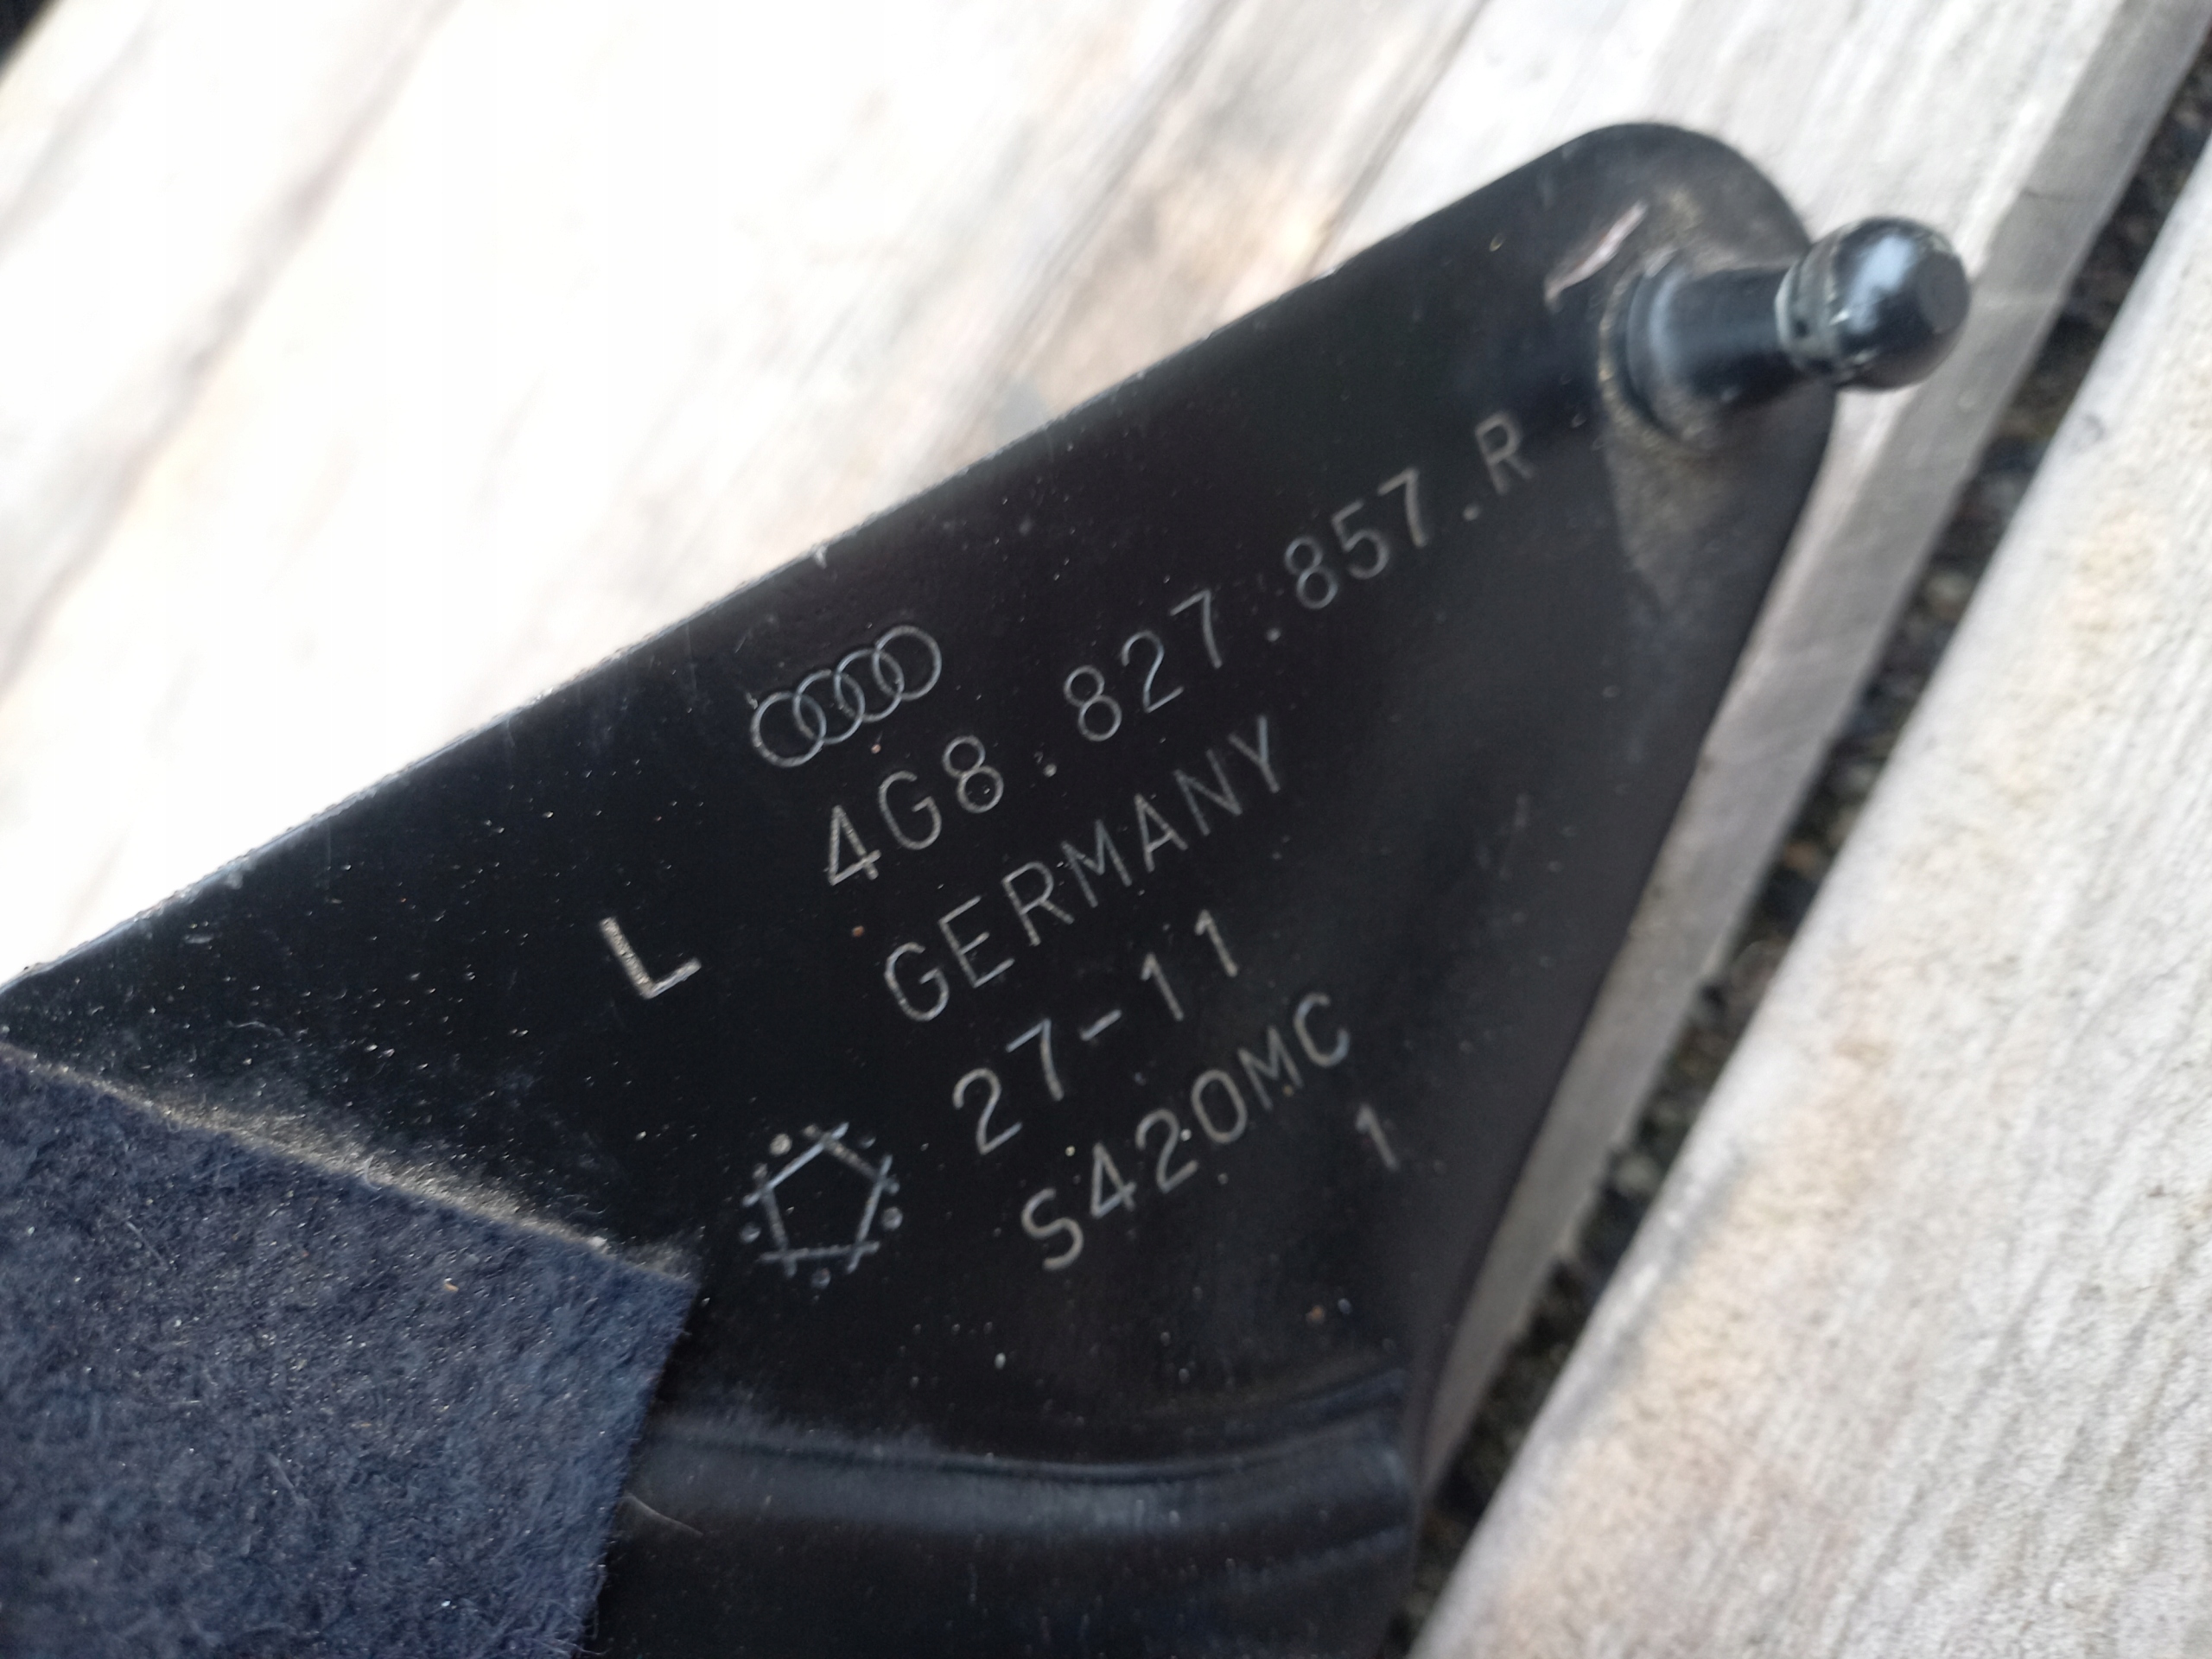 4G8.827.857.R
L
GERMANY
27-11
S420MC
1